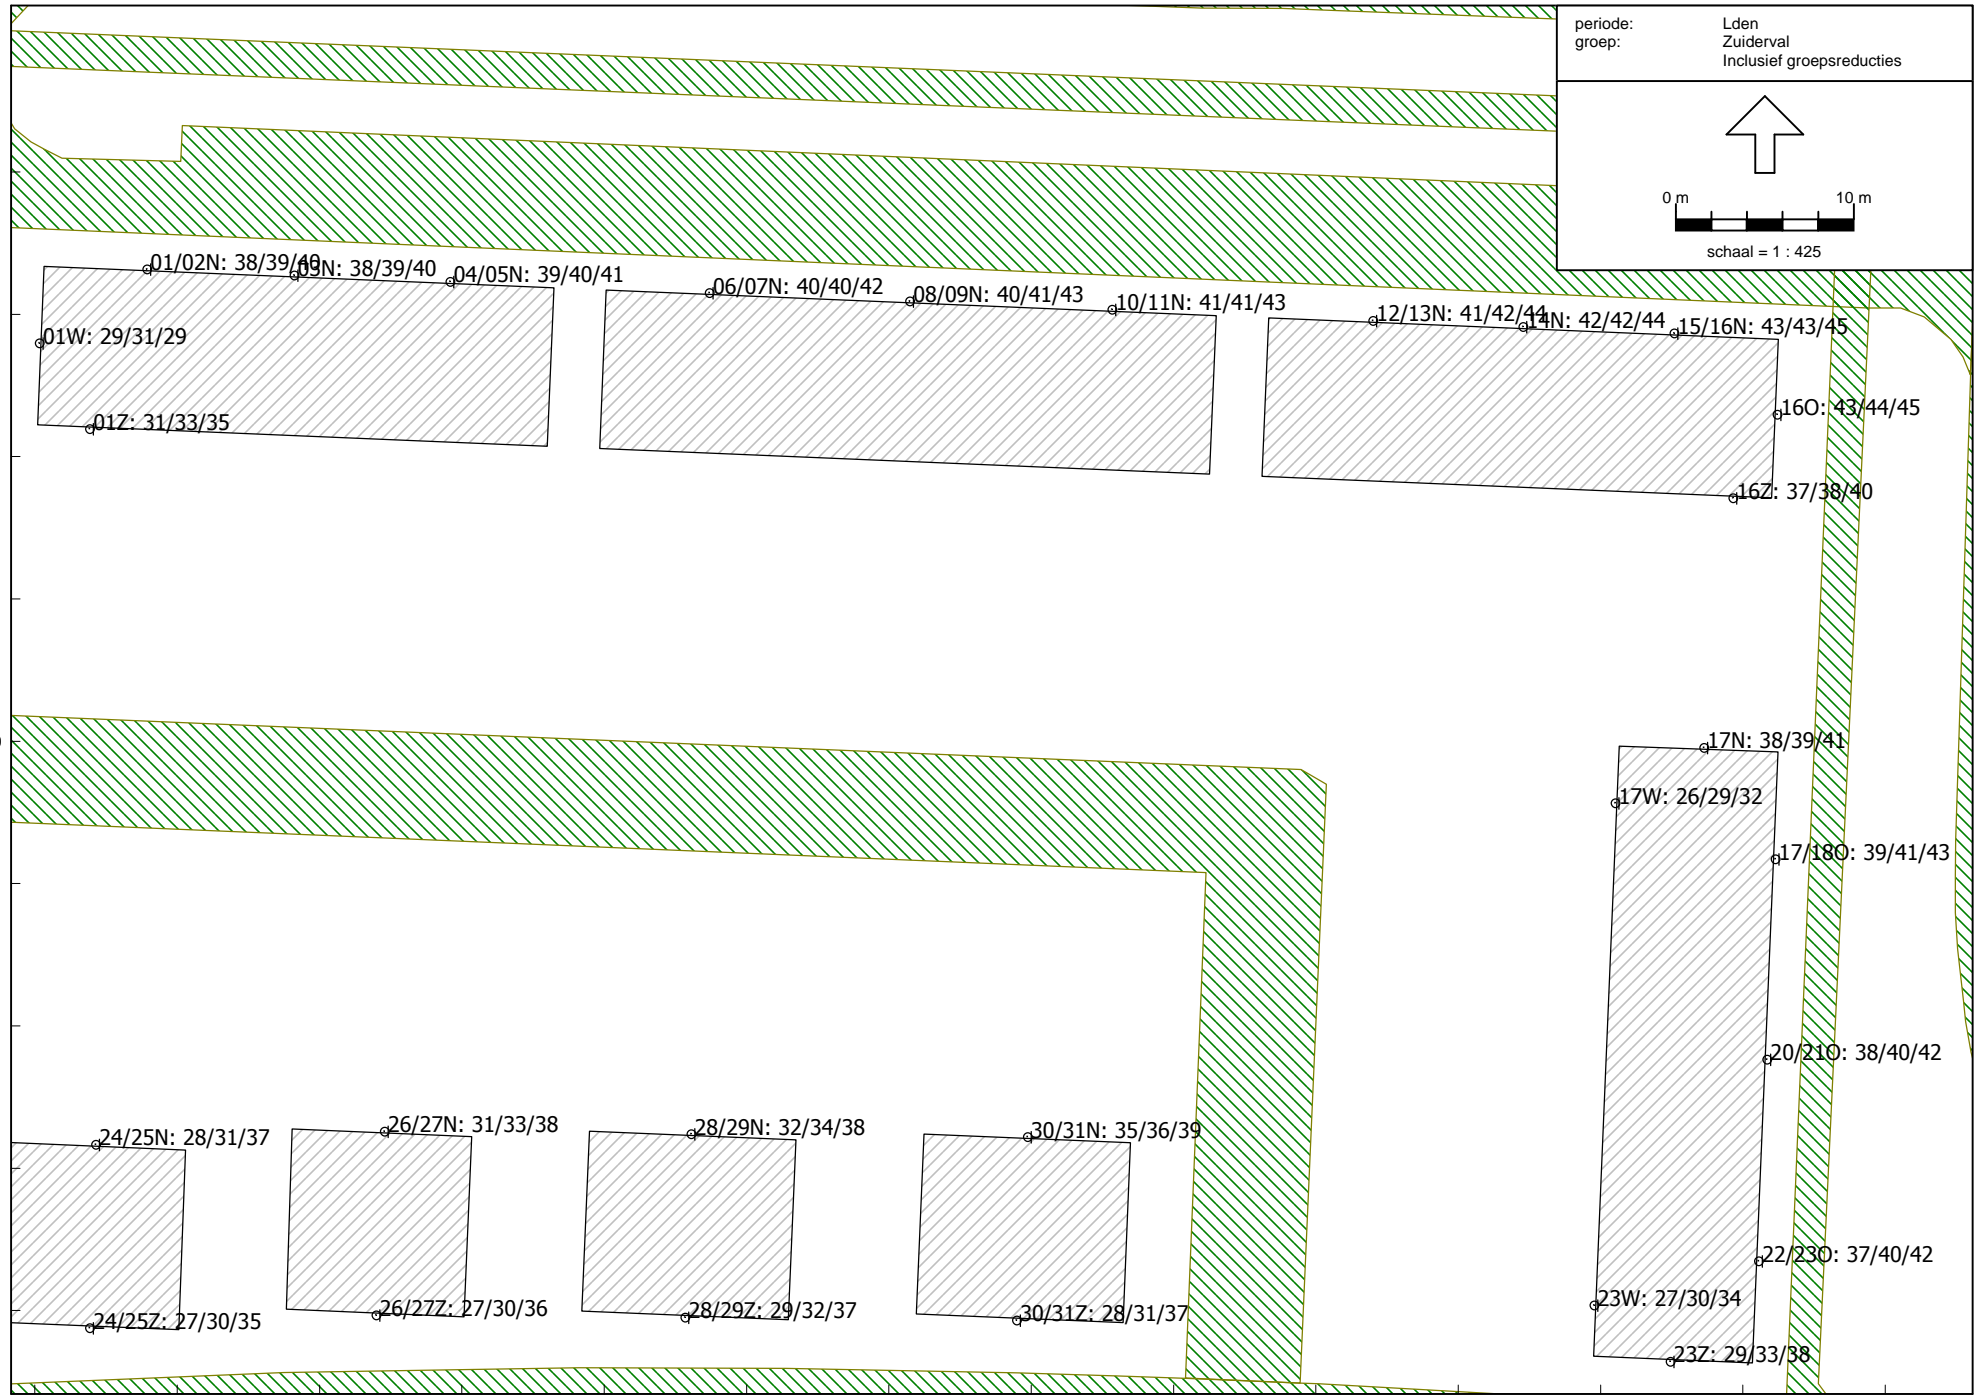 periode: Lden
groep: Zuiderval
Inclusief groepsreducties
0 m 10 m
schaal = 1 : 425
01/02N: 38/39/40
03N: 38/39/40
04/05N: 39/40/41
06/07N: 40/40/42
08/09N: 40/41/43
10/11N: 41/41/43
12/13N: 41/42/44
14N: 42/42/44
15/16N: 43/43/45
01W: 29/31/29
16O: 43/44/45
01Z: 31/33/35
16Z: 37/38/40
17N: 38/39/41
17W: 26/29/32
17/18O: 39/41/43
20/21O: 38/40/42
24/25N: 28/31/37
26/27N: 31/33/38
28/29N: 32/34/38
30/31N: 35/36/39
22/23O: 37/40/42
23W: 27/30/34
24/25Z: 27/30/35
26/27Z: 27/30/36
28/29Z: 29/32/37
30/31Z: 28/31/37
23Z: 29/33/38